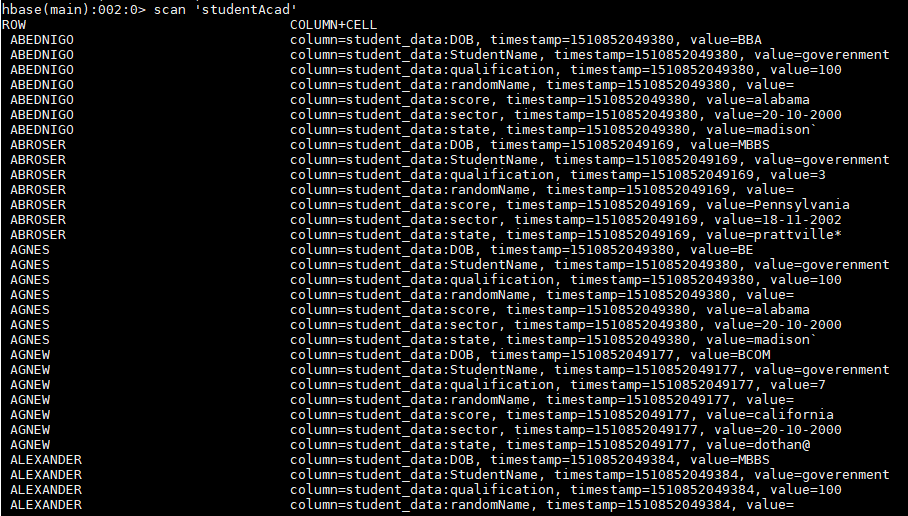 hbase(main):002:0> scan 'studentAcad'
ROW COLUMN+CELL
ABEDNIGO column=student_data:DOB, timestamp=1510852049380, value=BBA
ABEDNIGO column=student_data:StudentName, timestamp=1510852049380, value=goverenment
ABEDNIGO column=student_data:qualification, timestamp=1510852049380, value=100
ABEDNIGO column=student_data:randomName, timestamp=1510852049380, value=
ABEDNIGO column=student_data:score, timestamp=1510852049380, value=alabama
ABEDNIGO column=student_data:sector, timestamp=1510852049380, value=20-10-2000
ABEDNIGO column=student_data:state, timestamp=1510852049380, value=madison`
ABROSER column=student_data:DOB, timestamp=1510852049169, value=MBBS
ABROSER column=student_data:StudentName, timestamp=1510852049169, value=goverenment
ABROSER column=student_data:qualification, timestamp=1510852049169, value=3
ABROSER column=student_data:randomName, timestamp=1510852049169, value=
ABROSER column=student_data:score, timestamp=1510852049169, value=Pennsylvania
ABROSER column=student_data:sector, timestamp=1510852049169, value=18-11-2002
ABROSER column=student_data:state, timestamp=1510852049169, value=prattville*
AGNES column=student_data:DOB, timestamp=1510852049380, value=BE
AGNES column=student_data:StudentName, timestamp=1510852049380, value=goverenment
AGNES column=student_data:qualification, timestamp=1510852049380, value=100
AGNES column=student_data:randomName, timestamp=1510852049380, value=
AGNES column=student_data:score, timestamp=1510852049380, value=alabama
AGNES column=student_data:sector, timestamp=1510852049380, value=20-10-2000
AGNES column=student_data:state, timestamp=1510852049380, value=madison`
AGNEW column=student_data:DOB, timestamp=1510852049177, value=BCOM
AGNEW column=student_data:StudentName, timestamp=1510852049177, value=goverenment
AGNEW column=student_data:qualification, timestamp=1510852049177, value=7
AGNEW column=student_data:randomName, timestamp=1510852049177, value=
AGNEW column=student_data:score, timestamp=1510852049177, value=california
AGNEW column=student_data:sector, timestamp=1510852049177, value=20-10-2000
AGNEW column=student_data:state, timestamp=1510852049177, value=dothan@
ALEXANDER column=student_data:DOB, timestamp=1510852049384, value=MBBS
ALEXANDER column=student_data:StudentName, timestamp=1510852049384, value=goverenment
ALEXANDER column=student_data:qualification, timestamp=1510852049384, value=100
ALEXANDER column=student_data:randomName, timestamp=1510852049384, value=